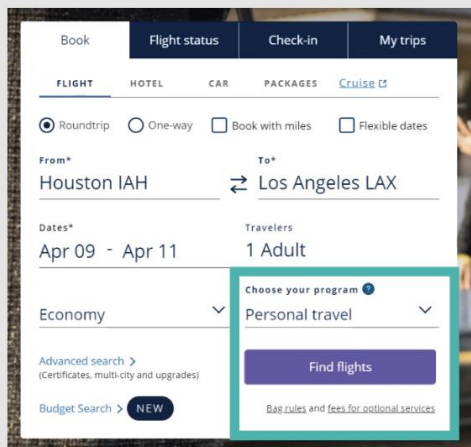 Book Flight status Check-in My trips
FLIGHT HOTEL CAR PACKAGES Cruise
Roundtrip One-way Book with miles Flexible dates
From* To*
Houston IAH Los Angeles LAX
Dates* Travelers
Apr 09 - Apr 11 1 Adult
Choose your program ?
Economy Personal travel
Advanced search >
(Certificates, multi-city and upgrades)
Find flights
Budget Search > NEW
Bag rules and fees for optional services